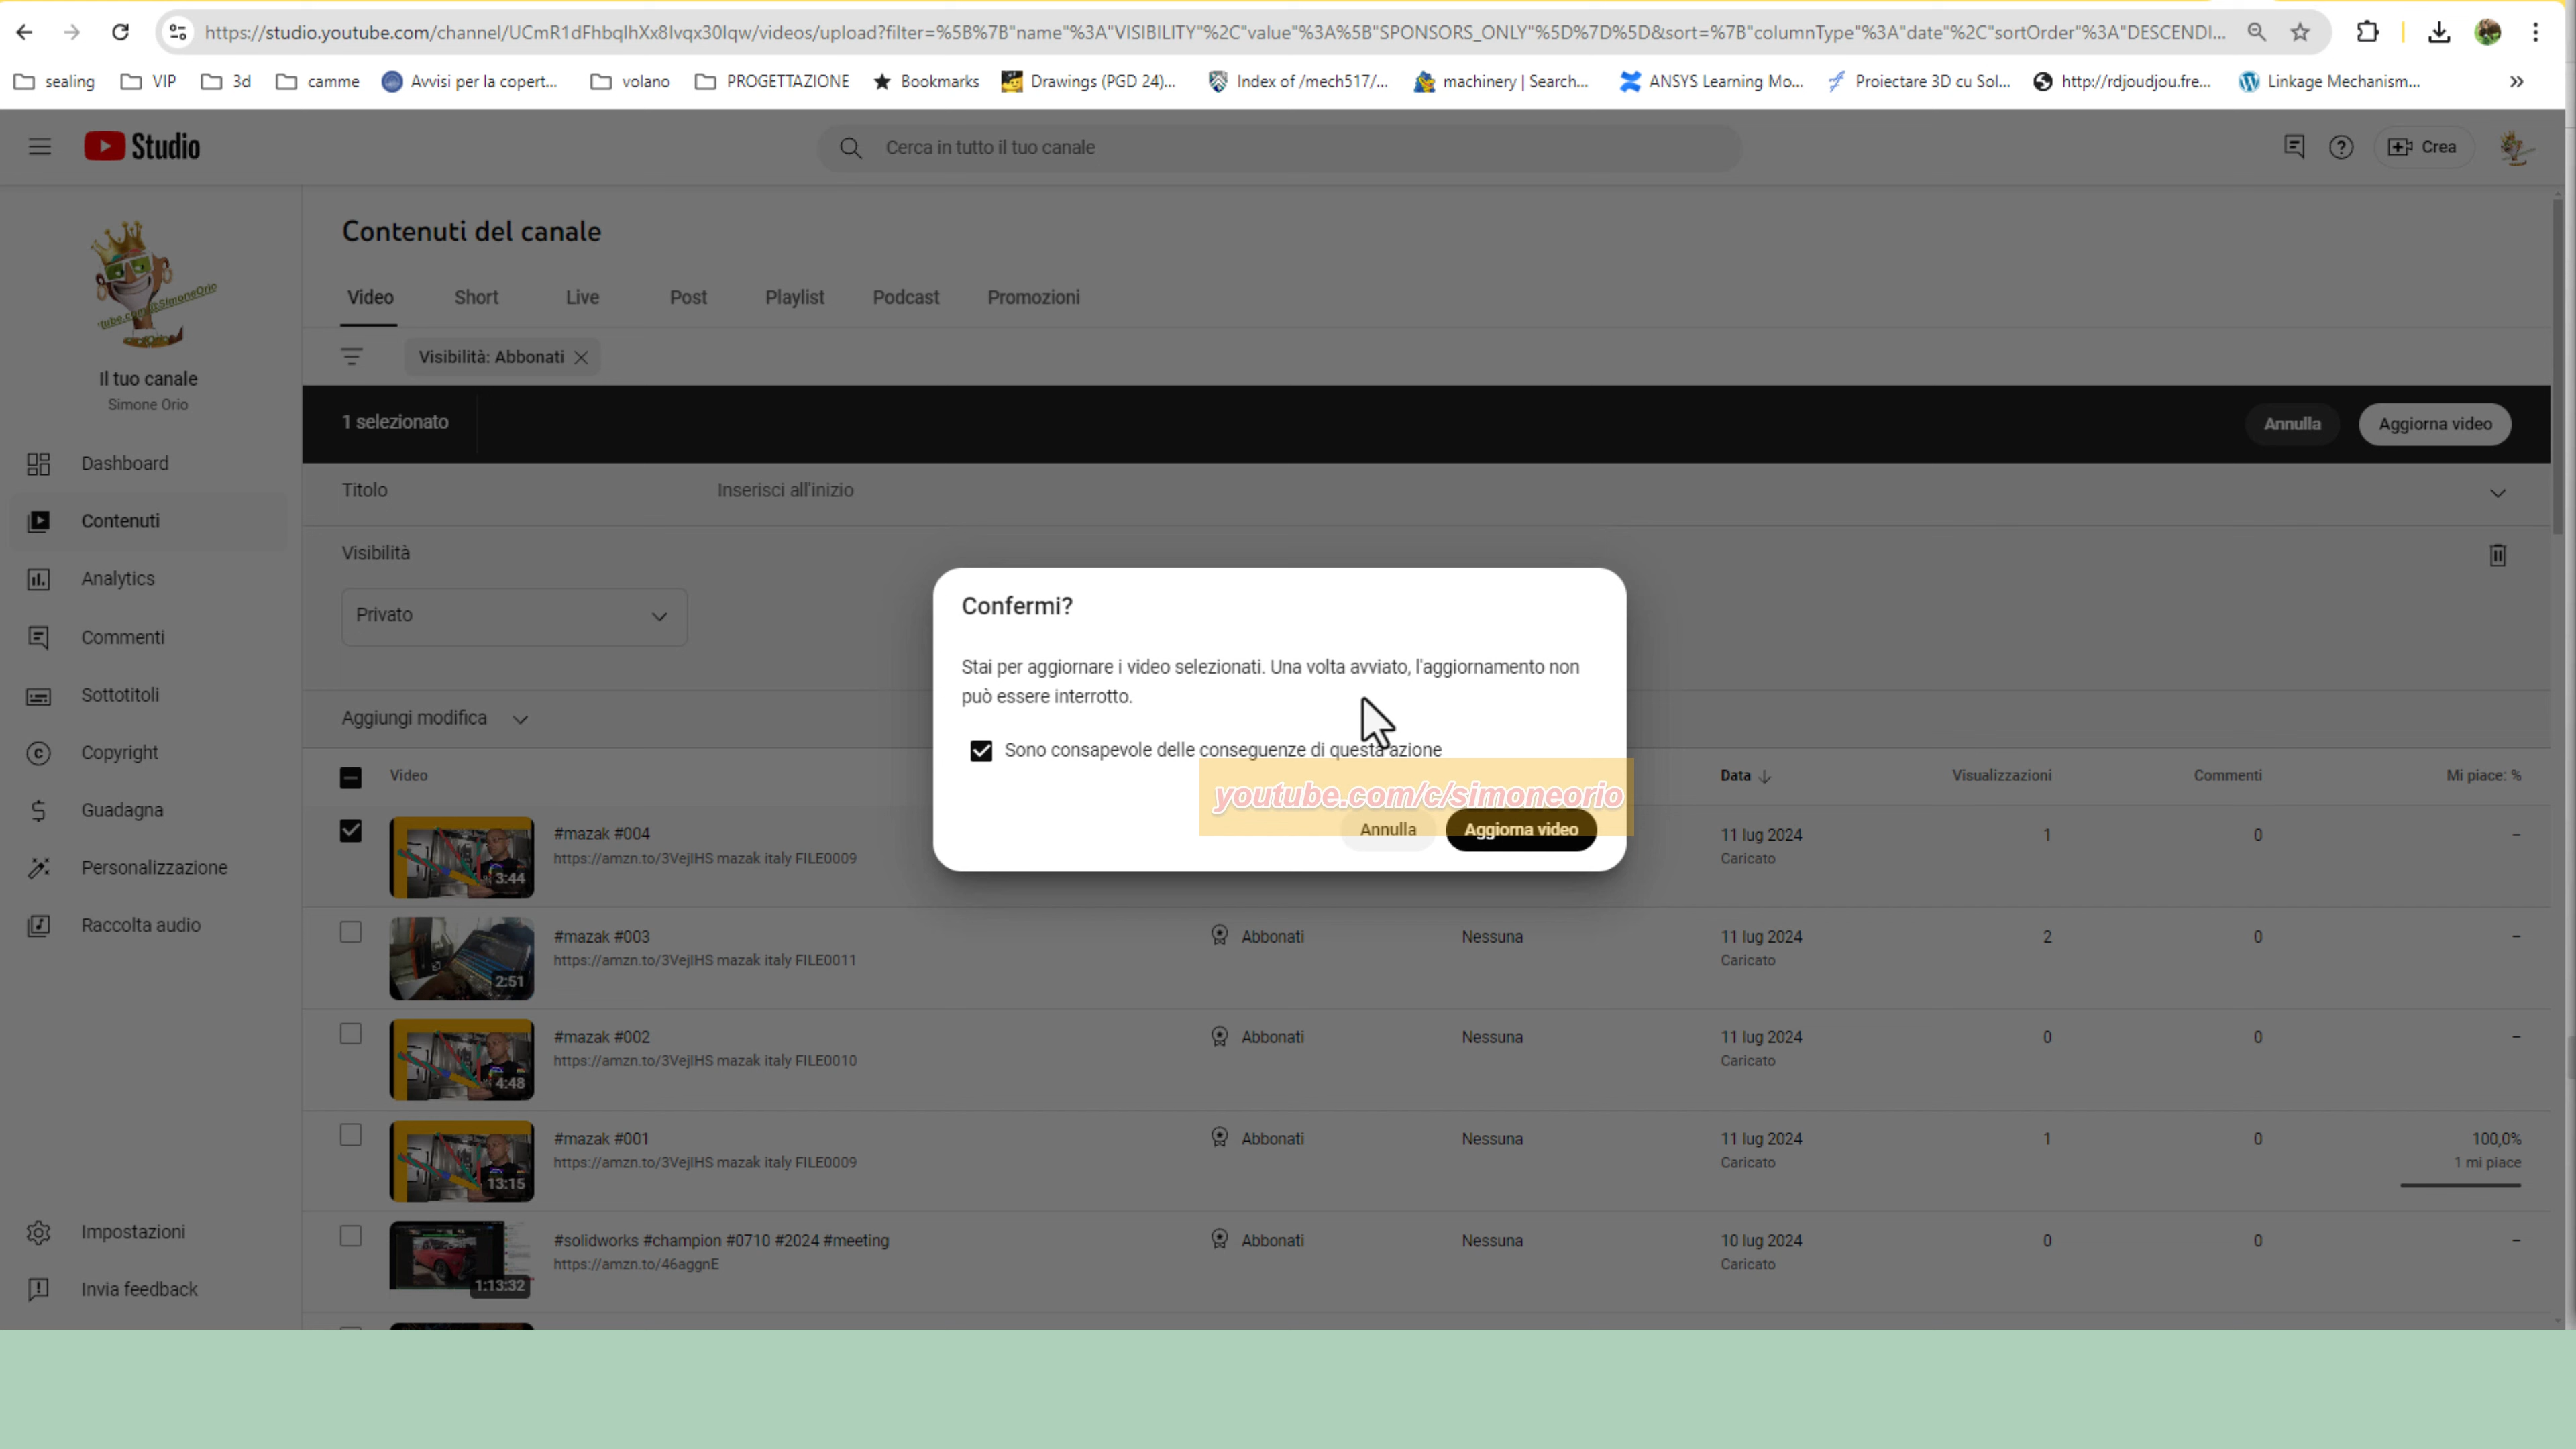 https://studio.youtube.com/channel/UCmR1dFhbqIhXx8Ivqx30Iqw/videos/upload?filter=%5B%7B"name"%3A"VISIBILITY"%2C"value"%3A%5B"SPONSORS_ONLY"%5D%7D%5D&sort=%7B"columnType"%3A"date"%2C"sortOrder"%3A"DESCENDI...
sealing VIP 3d camme Avvisi per la copert... volano PROGETTAZIONE Bookmarks Drawings (PGD 24)... Index of /mech517/... machinery | Search... ANSYS Learning Mo... Proiectare 3D cu Sol... http://rdjoudjou.fre... Linkage Mechanism... »
Studio
Cerca in tutto il tuo canale
Crea
Il tuo canale
Simone Orio
Dashboard
Contenuti
Analytics
Commenti
Sottotitoli
Copyright
Guadagna
Personalizzazione
Raccolta audio
Impostazioni
Invia feedback
Contenuti del canale
Video Short Live Post Playlist Podcast Promozioni
Visibilità: Abbonati
1 selezionato Annulla Aggiorna video
Titolo Inserisci all'inizio
Visibilità
Privato
Aggiungi modifica
Confermi?
Stai per aggiornare i video selezionati. Una volta avviato, l'aggiornamento non
può essere interrotto.
Sono consapevole delle conseguenze di questa azione
youtube.com/c/simoneorio
Annulla Aggiorna video
Video Data Visualizzazioni Commenti Mi piace: %
#mazak #004 11 lug 2024 1 0 –
https://amzn.to/3VejIHS mazak italy FILE0009 Caricato
3:44
#mazak #003 Abbonati Nessuna 11 lug 2024 2 0 –
https://amzn.to/3VejIHS mazak italy FILE0011 Caricato
2:51
#mazak #002 Abbonati Nessuna 11 lug 2024 0 0 –
https://amzn.to/3VejIHS mazak italy FILE0010 Caricato
4:48
#mazak #001 Abbonati Nessuna 11 lug 2024 1 0 100,0%
https://amzn.to/3VejIHS mazak italy FILE0009 Caricato 1 mi piace
13:15
#solidworks #champion #0710 #2024 #meeting Abbonati Nessuna 10 lug 2024 0 0 –
https://amzn.to/46aggnE Caricato
1:13:32